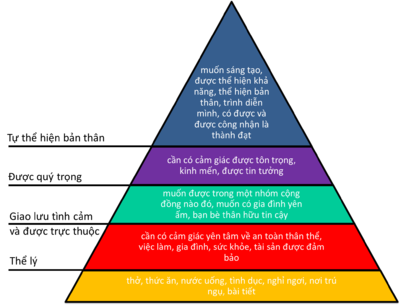 muốn sáng tạo,
được thể hiện khả
năng, thể hiện bản
thân, trình diễn
mình, có được và
được công nhận là
thành đạt
Tự thể hiện bản thân
cần có cảm giác được tôn trọng,
kinh mến, được tin tưởng
Được quý trọng
muốn được trong một nhóm cộng
đồng nào đó, muốn có gia đình yên
ấm, bạn bè thân hữu tin cậy
Giao lưu tình cảm
và được trực thuộc
cần có cảm giác yên tâm về an toàn thân thể,
việc làm, gia đình, sức khỏe, tài sản được đảm
bảo
Thể lý
thở, thức ăn, nước uống, tình dục, nghỉ ngơi, nơi trú
ngụ, bài tiết